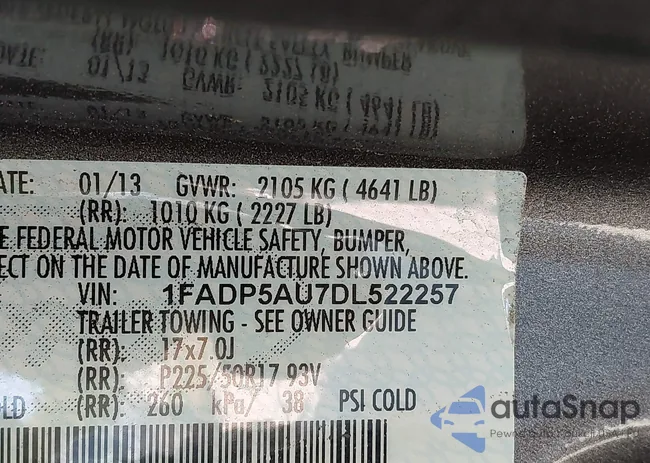 ATE: 01/13 GVWR: 2105 KG ( 4641 LB)
(RR): 1010 KG ( 2227 LB)
E FEDERAL MOTOR VEHICLE SAFETY, BUMPER,
ECT ON THE DATE OF MANUFACTURE SHOWN ABOVE.
VIN: 1FADP5AU7DL522257
TRAILER TOWING - SEE OWNER GUIDE
(RR): 17x7.0J
(RR): P225/50R17 93V
OLD (RR): 260 kPa/ 38 PSI COLD
autoSnap